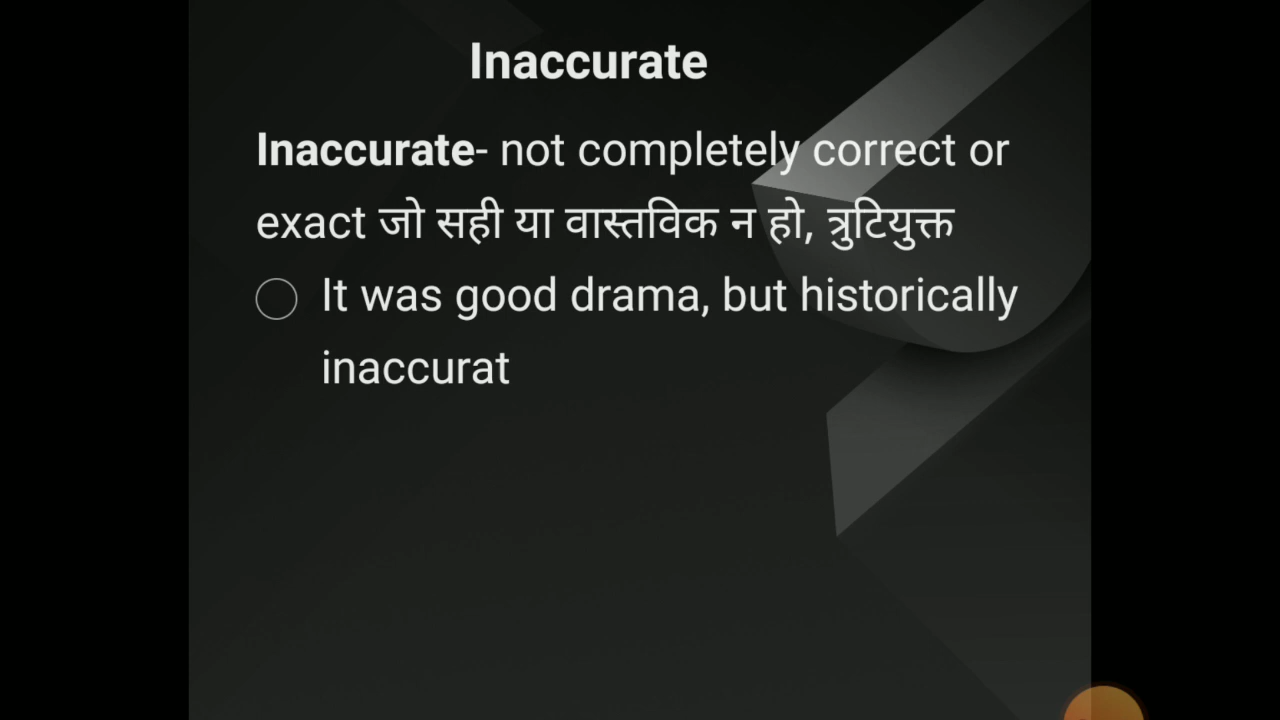 Inaccurate
Inaccurate- not completely correct or
exact जो सही या वास्तविक न हो, त्रुटियुक्त
It was good drama, but historically
inaccurat